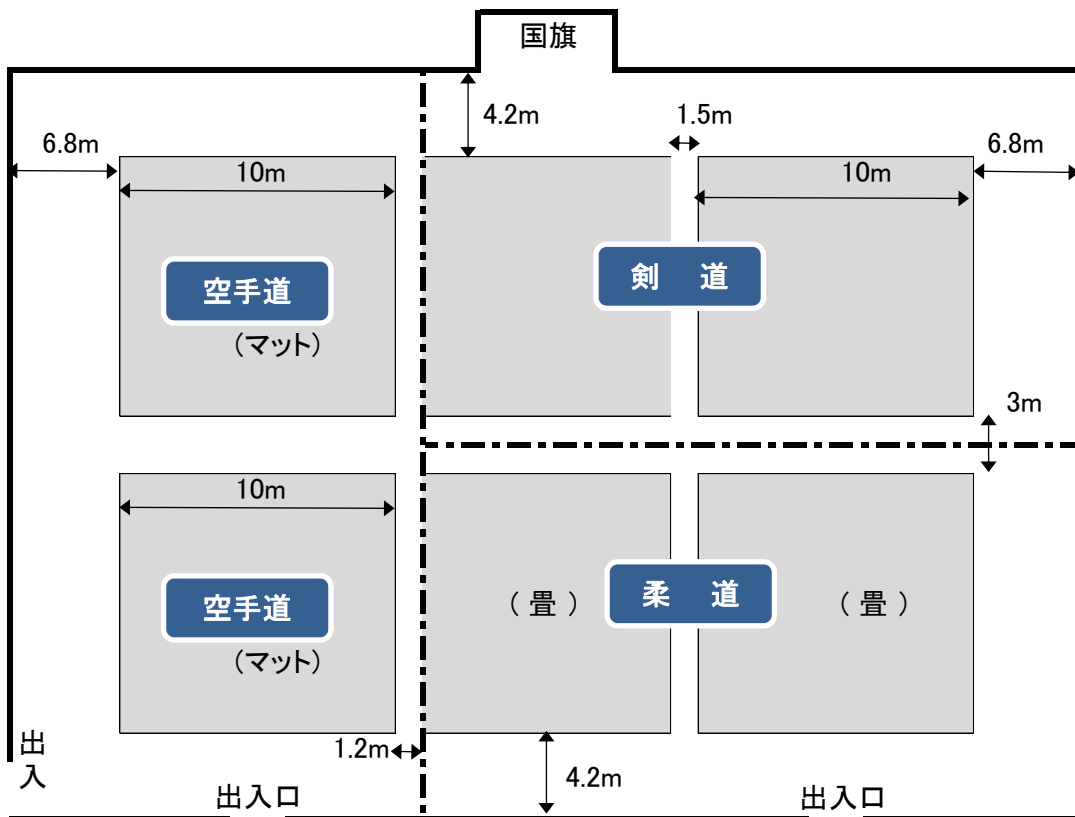 国旗
4.2m
1.5m
6.8m
6.8m
10m
10m
空手道
(マット)
剣 道
3m
10m
空手道
(マット)
(畳)
柔 道
(畳)
1.2m
4.2m
出
入
出入口
出入口